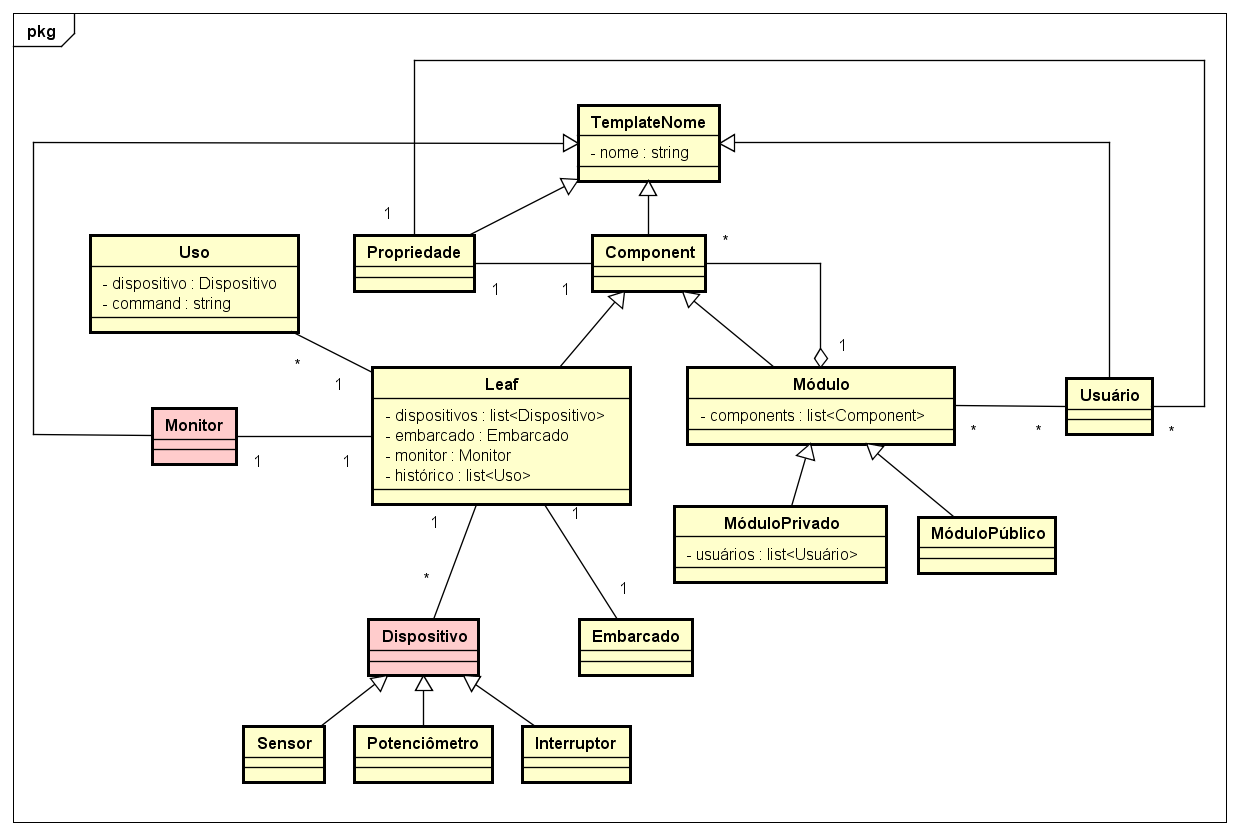 pkg
TemplateNome
- nome : string
1
Uso
- dispositivo : Dispositivo
- command : string
Propriedade
Component
*
1
1
1
*
1
Leaf
- dispositivos : list<Dispositivo>
- embarcado : Embarcado
- monitor : Monitor
- histórico : list<Uso>
Módulo
- components : list<Component>
Usuário
Monitor
*
*
*
1
1
1
1
MóduloPrivado
- usuários : list<Usuário>
MóduloPúblico
*
1
Dispositivo
Embarcado
Sensor
Potenciômetro
Interruptor